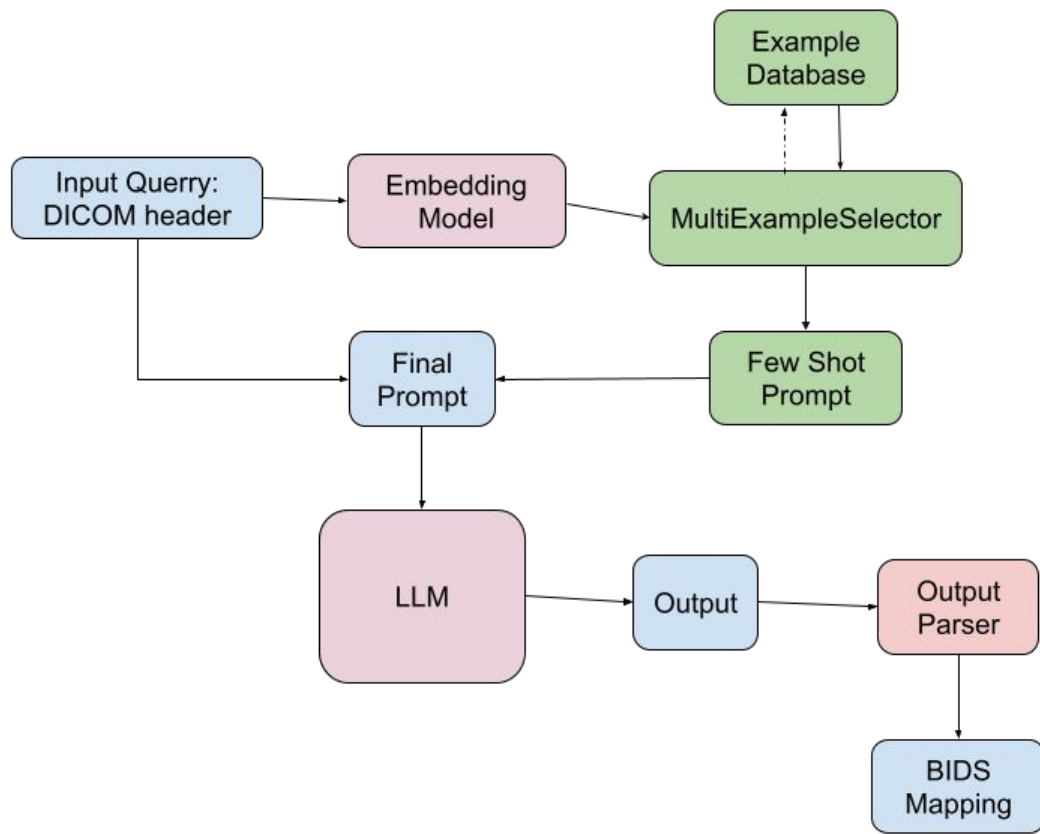 Example
Database
Input Querry:
DICOM header
Embedding
Model
MultiExampleSelector
Final
Prompt
Few Shot
Prompt
LLM
Output
Output
Parser
BIDS
Mapping